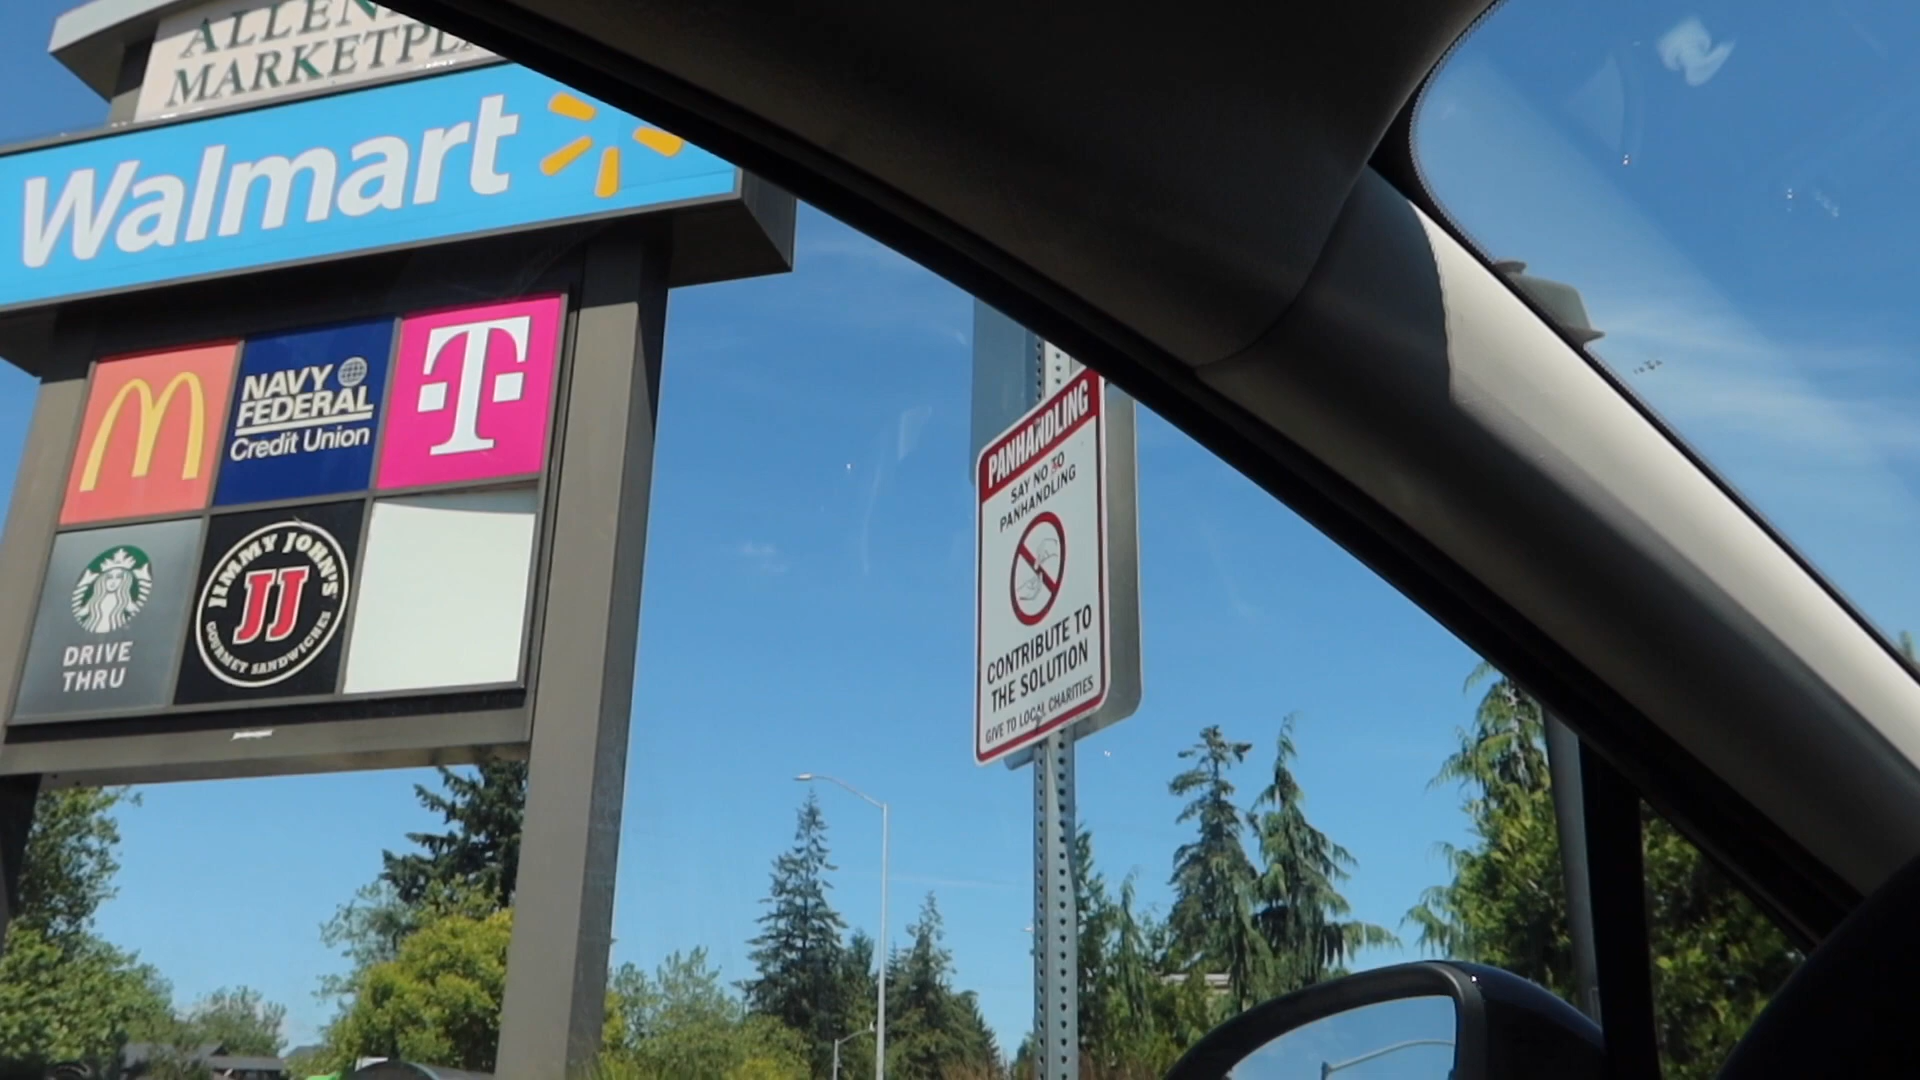 MARKETPL
Walmart
NAVY
FEDERAL
Credit Union
T
DRIVE
THRU
JIMMY JOHN'S
JJ
GOURMET SANDWICHES
PANHANDLING
SAY NO TO
PANHANDLING
CONTRIBUTE TO
THE SOLUTION
GIVE TO LOCAL CHARITIES